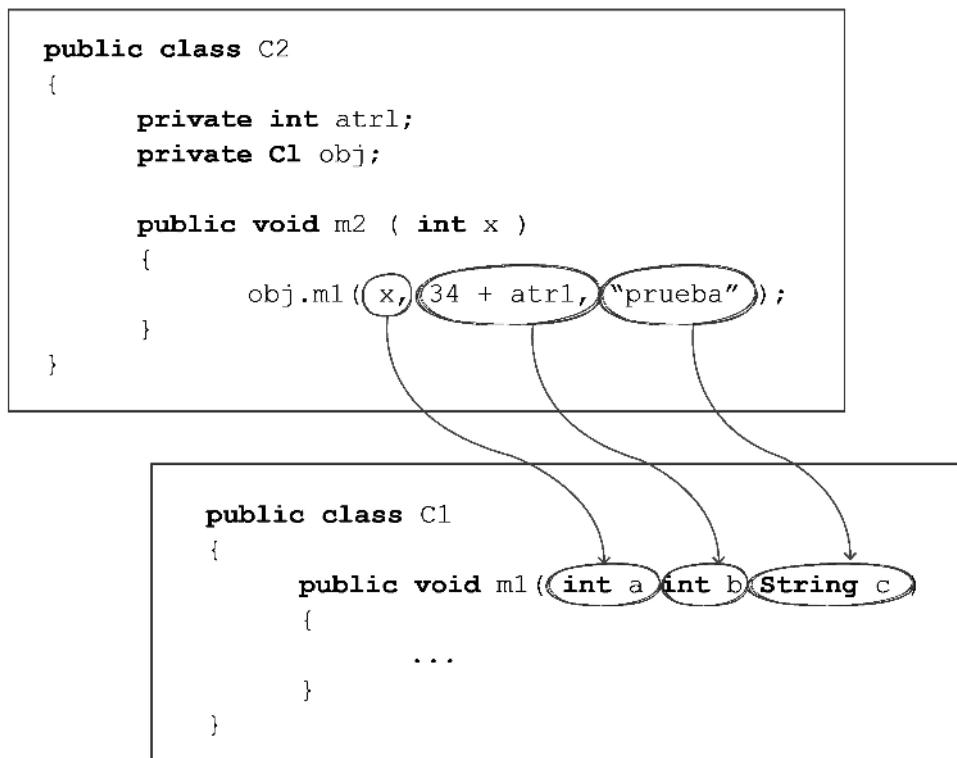 public class C2
{
private int atr1;
private C1 obj;
public void m2 ( int x )
{
obj.m1( x, 34 + atr1, “prueba” );
}
}
public class C1
{
public void m1( int a int b String c )
{
...
}
}